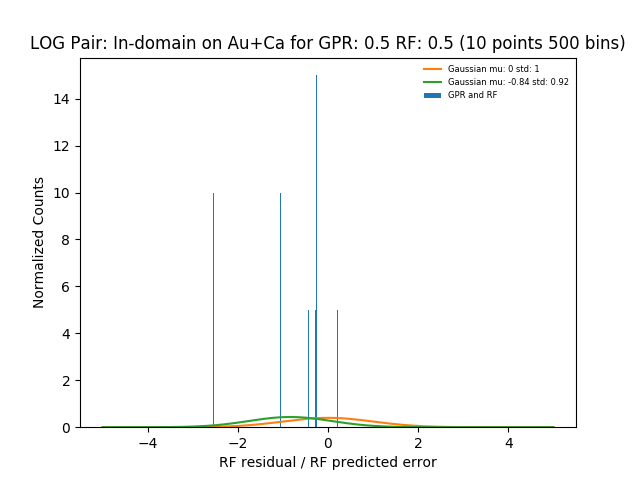 LOG Pair: In-domain on Au+Ca for GPR: 0.5 RF: 0.5 (10 points 500 bins)
Gaussian mu: 0 std: 1
Gaussian mu: -0.84 std: 0.92
GPR and RF
Normalized Counts
14
12
10
8
6
4
2
0
−4 −2 0 2 4
RF residual / RF predicted error